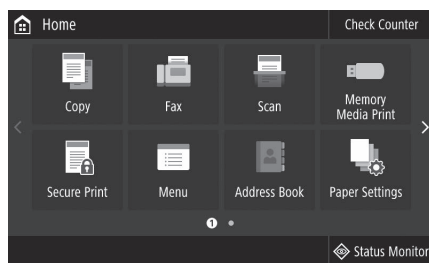 Home
Check Counter
Copy
Fax
Scan
Memory
Media Print
Secure Print
Menu
Address Book
Paper Settings
1
Status Monitor